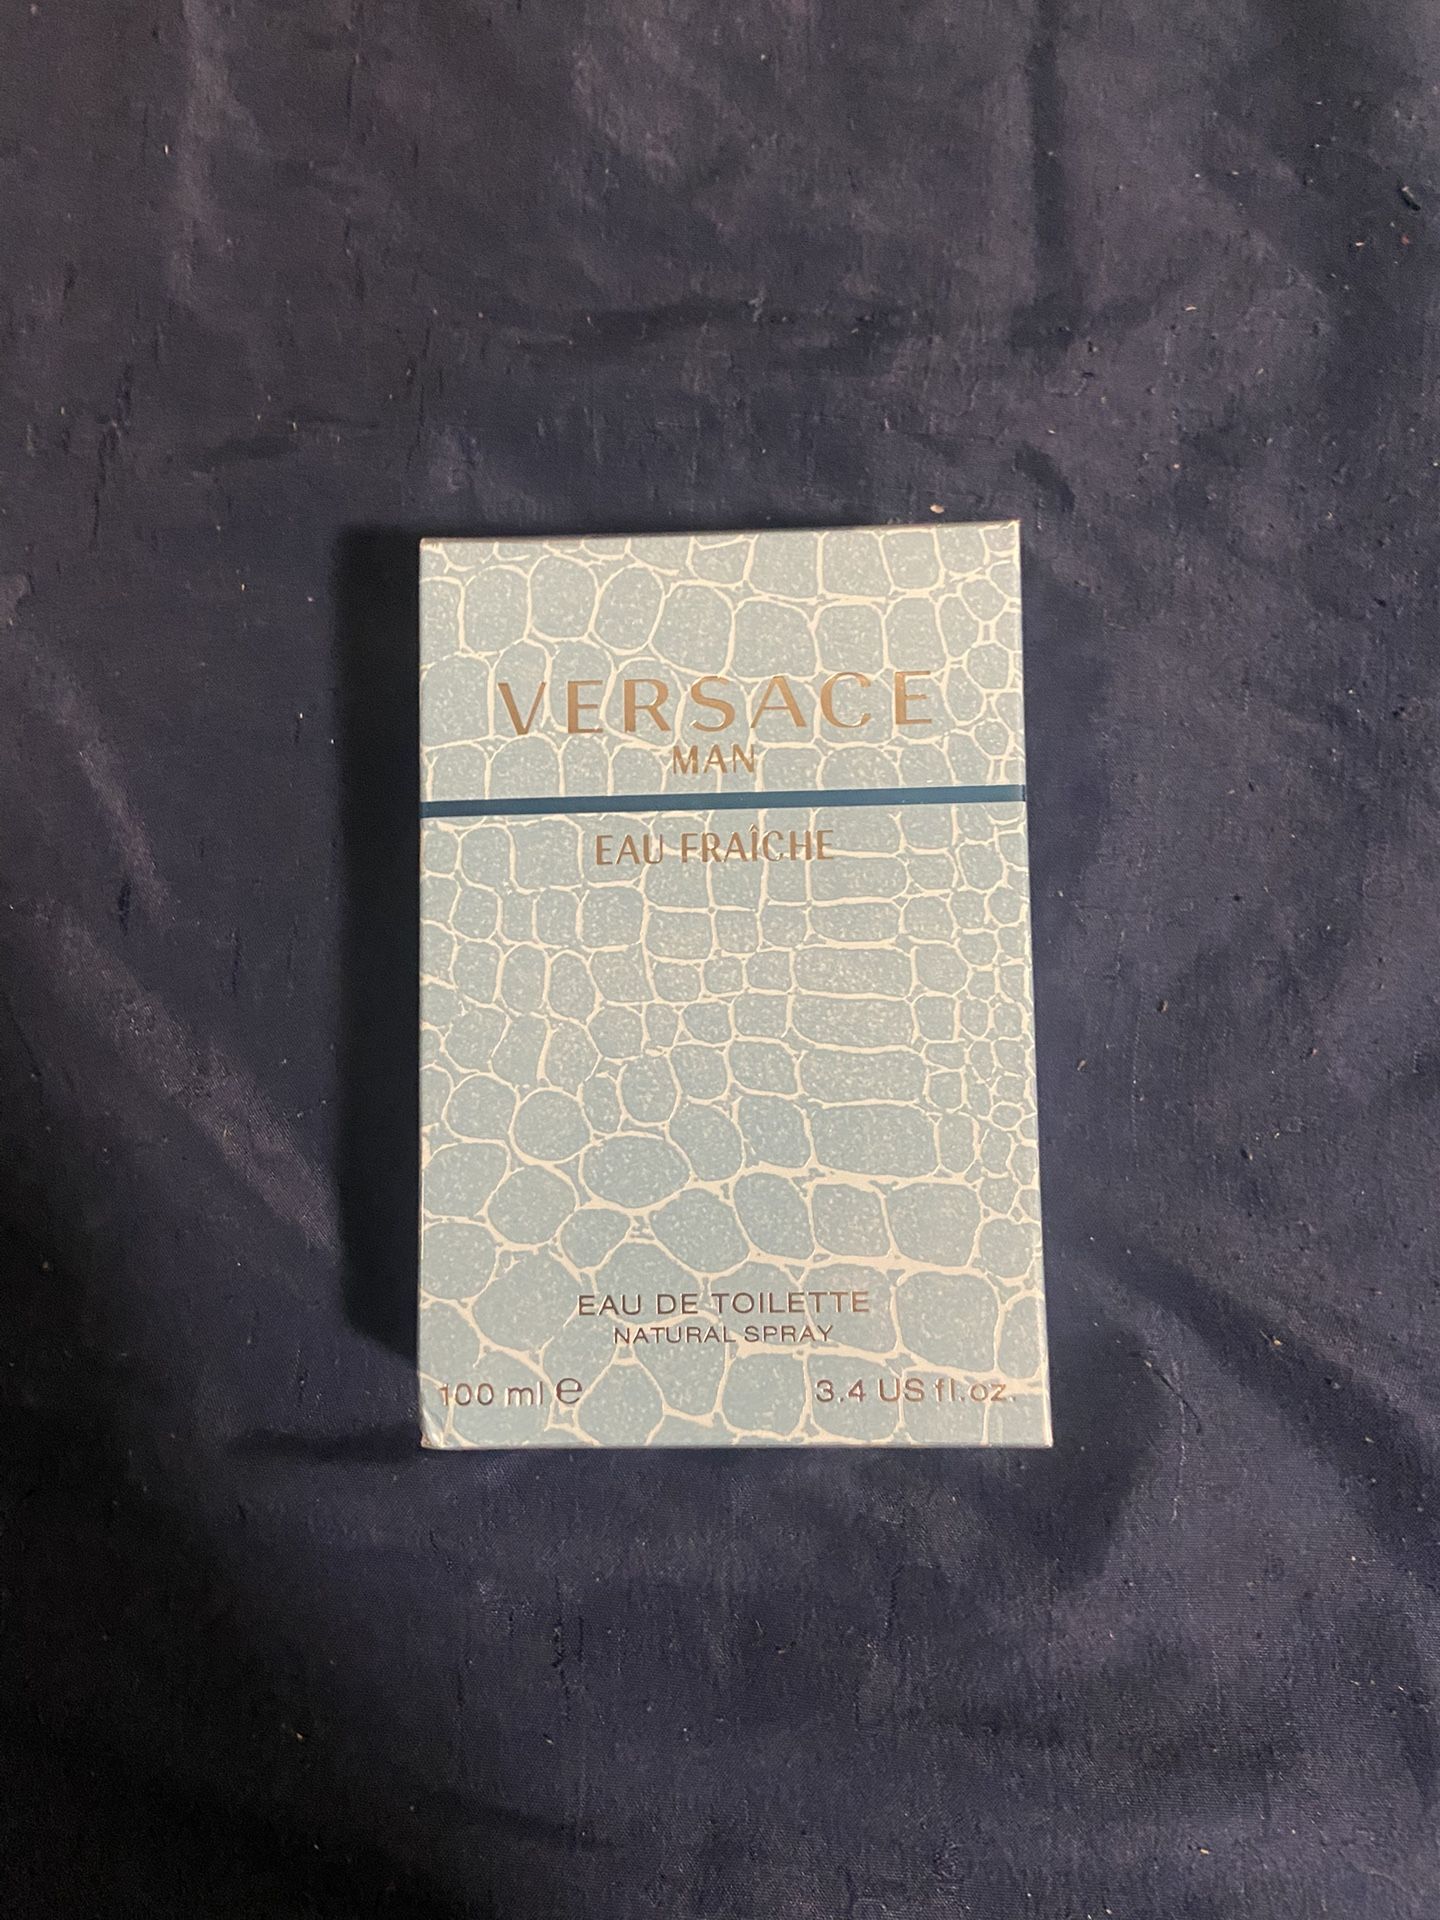 VERSACE
MAN
EAU FRAÎCHE
EAU DE TOILETTE
NATURAL SPRAY
100 ml ℮ 3.4 US fl.oz.